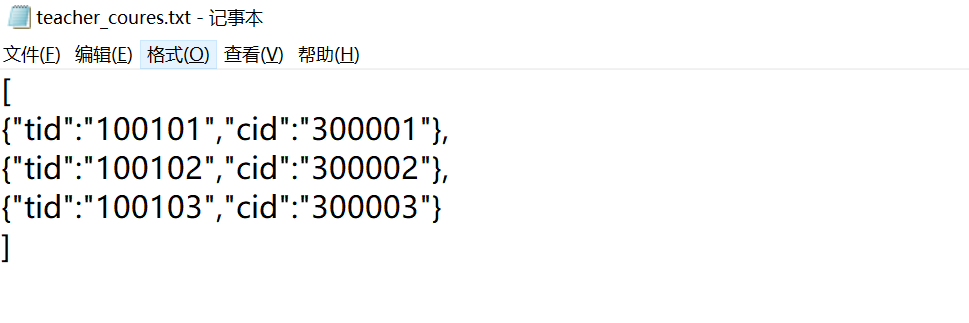 teacher_coures.txt - 记事本
文件(F) 编辑(E) 格式(O) 查看(V) 帮助(H)
[
{"tid":"100101","cid":"300001"},
{"tid":"100102","cid":"300002"},
{"tid":"100103","cid":"300003"}
]